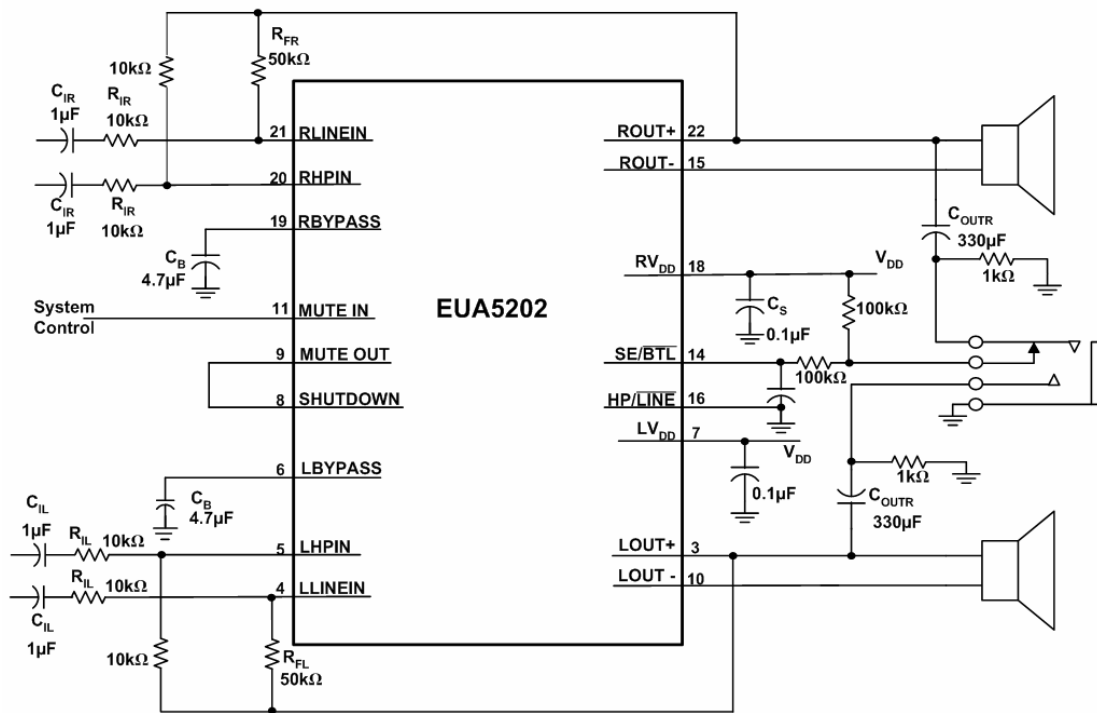 R_FR
50kΩ
10kΩ
C_IR
1μF
R_IR
10kΩ
21 RLINEIN
20 RHPIN
C_IR
1μF
R_IR
10kΩ
19 RBYPASS
C_B
4.7μF
System
Control
11 MUTE IN
9 MUTE OUT
8 SHUTDOWN
6 LBYPASS
C_B
4.7μF
C_IL
1μF
R_IL
10kΩ
5 LHPIN
R_IL
10kΩ
4 LLINEIN
C_IL
1μF
10kΩ
R_FL
50kΩ
EUA5202
ROUT+ 22
ROUT- 15
C_OUTR
330μF
1kΩ
RV_DD 18
V_DD
C_S
0.1μF
100kΩ
SE/B̅T̅L̅ 14
100kΩ
HP/L̅I̅N̅E̅ 16
LV_DD 7
V_DD
0.1μF
1kΩ
C_OUTR
330μF
LOUT+ 3
LOUT - 10